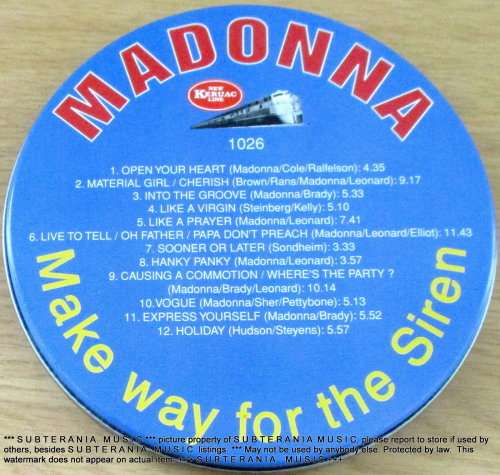 MADONNA
NEW
KERUAC
LINE
1026
1. OPEN YOUR HEART (Madonna/Cole/Ralfelson): 4.35
2. MATERIAL GIRL / CHERISH (Brown/Rans/Madonna/Leonard): 9.17
3. INTO THE GROOVE (Madonna/Brady): 5.33
4. LIKE A VIRGIN (Steinberg/Kelly): 5.10
5. LIKE A PRAYER (Madonna/Leonard): 7.41
6. LIVE TO TELL / OH FATHER / PAPA DON'T PREACH (Madonna/Leonard/Elliot): 11.43
7. SOONER OR LATER (Sondheim): 3.33
8. HANKY PANKY (Madonna/Leonard): 3.57
9. CAUSING A COMMOTION / WHERE'S THE PARTY ?
(Madonna/Brady/Leonard): 10.14
10. VOGUE (Madonna/Sher/Pettybone): 5.13
11. EXPRESS YOURSELF (Madonna/Brady): 5.52
12. HOLIDAY (Hudson/Steyens): 5.57
Make way for the Siren
*** S U B T E R A N I A M U S I C *** picture property of S U B T E R A N I A M U S I C, please report to store if used by
others, besides S U B T E R A N I A M U S I C listings. *** May not be used by anybody else. Protected by law. This
watermark does not appear on actual item. *** S U B T E R A N I A M U S I C ***